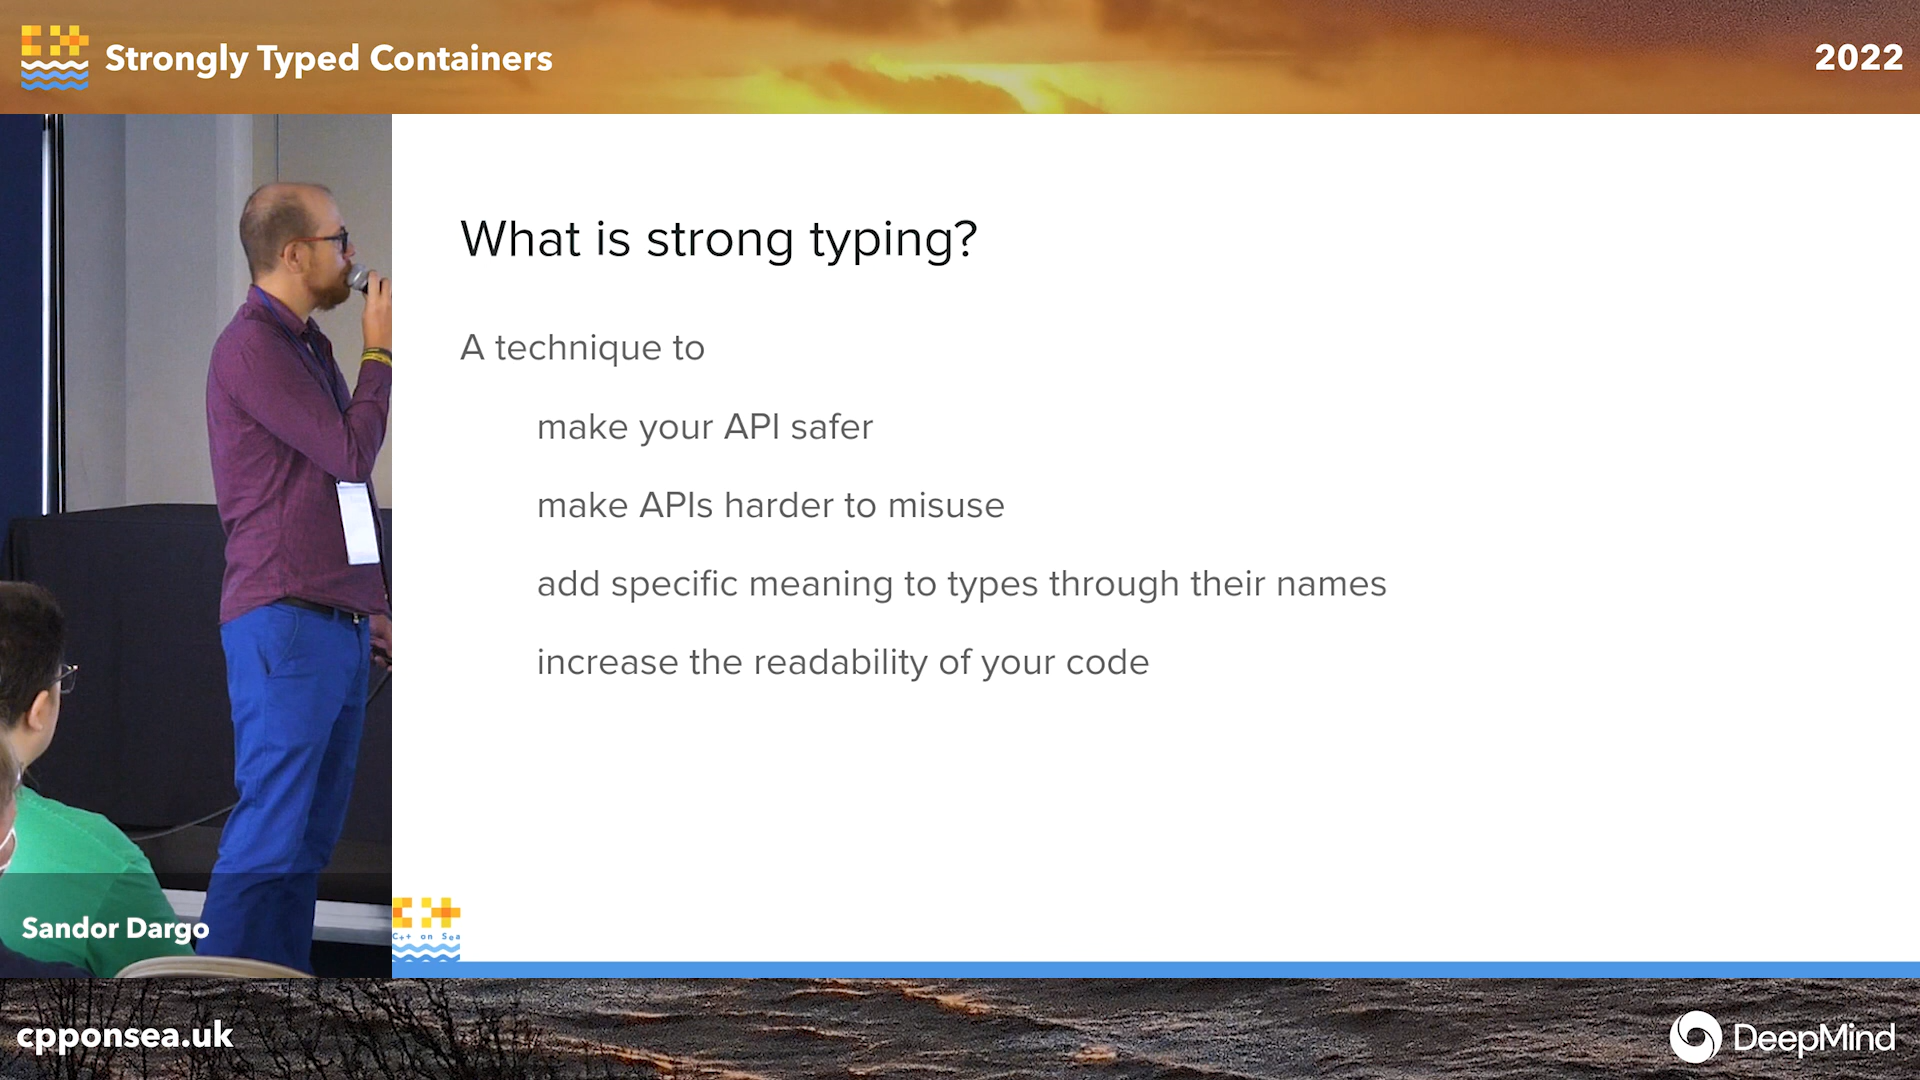 Strongly Typed Containers
2022
What is strong typing?
A technique to
make your API safer
make APIs harder to misuse
add specific meaning to types through their names
increase the readability of your code
C++ on Sea
Sandor Dargo
cpponsea.uk
DeepMind